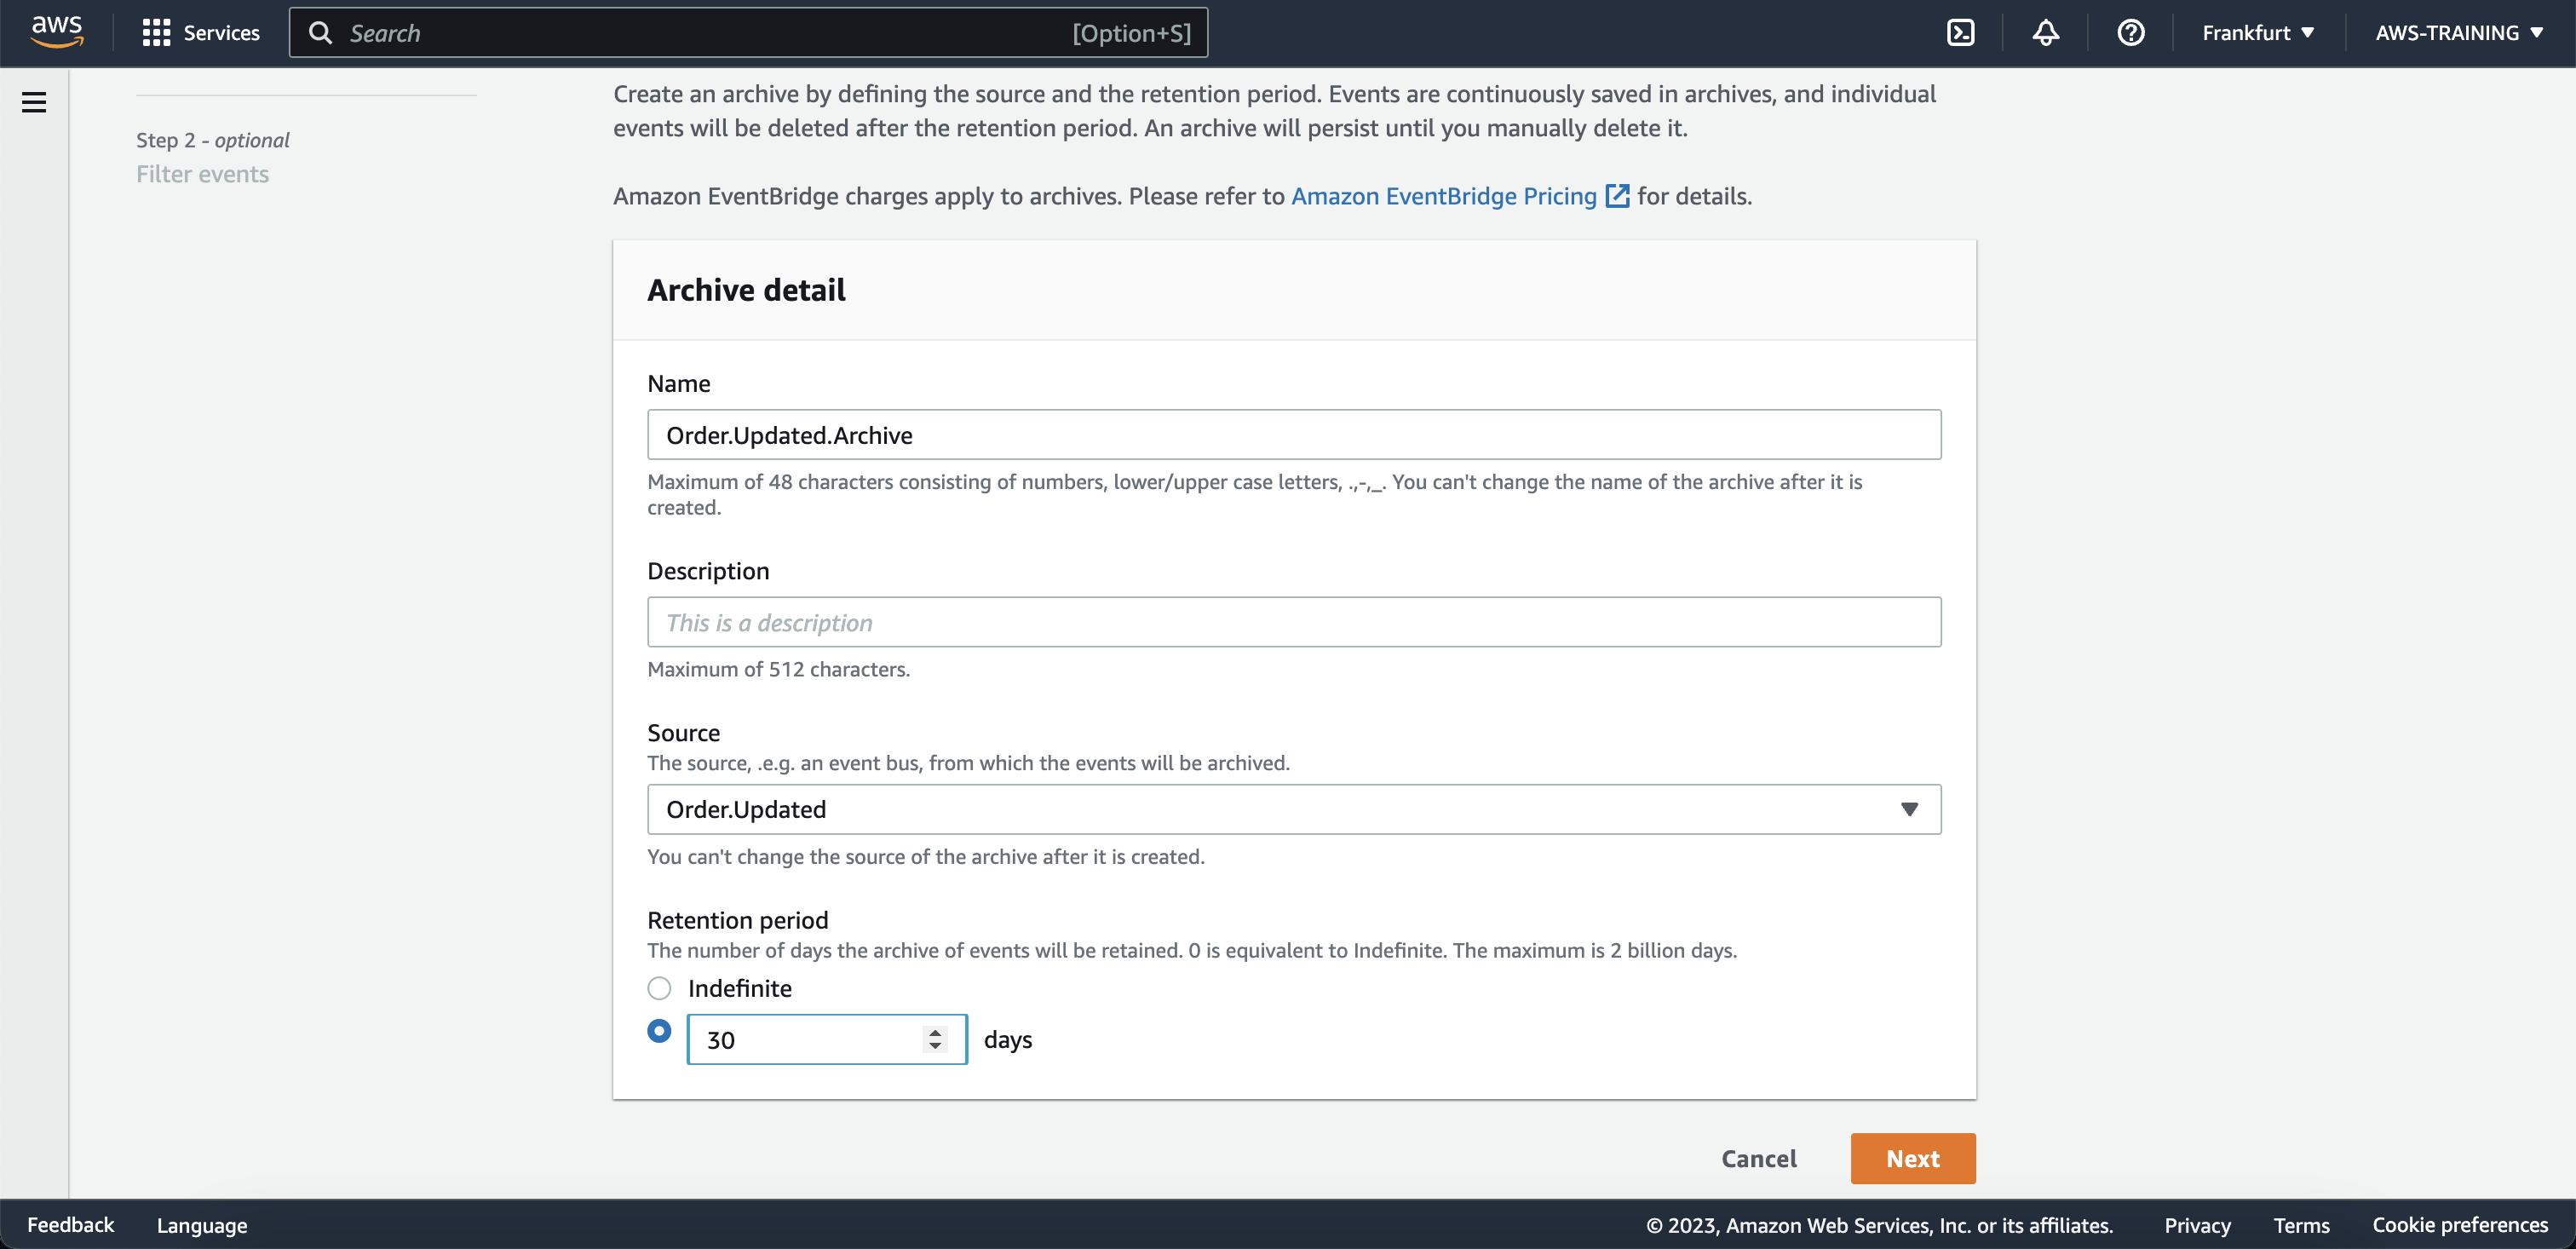 aws
Services
Search
[Option+S]
Frankfurt
AWS-TRAINING
Step 2 - optional
Filter events
Create an archive by defining the source and the retention period. Events are continuously saved in archives, and individual
events will be deleted after the retention period. An archive will persist until you manually delete it.
Amazon EventBridge charges apply to archives. Please refer to Amazon EventBridge Pricing for details.
Archive detail
Name
Order.Updated.Archive
Maximum of 48 characters consisting of numbers, lower/upper case letters, .,-,_. You can't change the name of the archive after it is
created.
Description
This is a description
Maximum of 512 characters.
Source
The source, .e.g. an event bus, from which the events will be archived.
Order.Updated
You can't change the source of the archive after it is created.
Retention period
The number of days the archive of events will be retained. 0 is equivalent to Indefinite. The maximum is 2 billion days.
Indefinite
30 days
Cancel
Next
Feedback
Language
© 2023, Amazon Web Services, Inc. or its affiliates.
Privacy
Terms
Cookie preferences